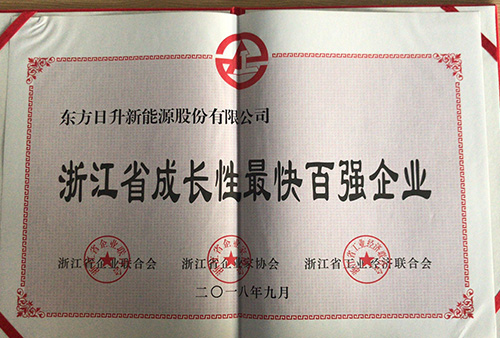 东方日升新能源股份有限公司
浙江省成长性最快百强企业
浙江省企业联合会 浙江省企业家协会 浙江省工业经济联合会
二〇一八年九月